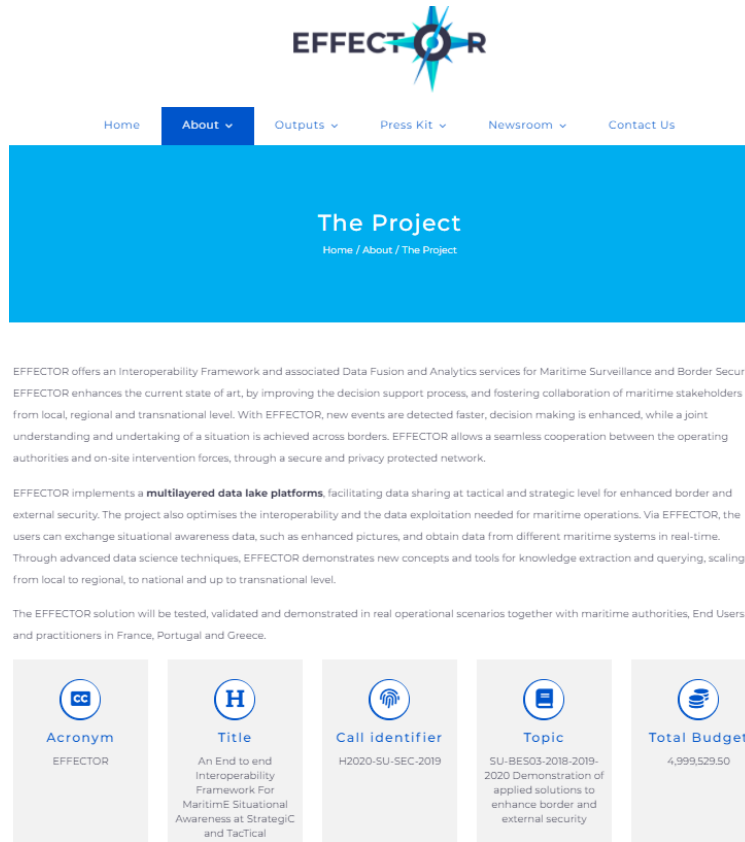 EFFECTOR
Home About Outputs Press Kit Newsroom Contact Us
The Project
Home / About / The Project
EFFECTOR offers an Interoperability Framework and associated Data Fusion and Analytics services for Maritime Surveillance and Border Secur
EFFECTOR enhances the current state of art, by improving the decision support process, and fostering collaboration of maritime stakeholders
from local, regional and transnational level. With EFFECTOR, new events are detected faster, decision making is enhanced, while a joint
understanding and undertaking of a situation is achieved across borders. EFFECTOR allows a seamless cooperation between the operating
authorities and on-site intervention forces, through a secure and privacy protected network.
EFFECTOR implements a multilayered data lake platforms, facilitating data sharing at tactical and strategic level for enhanced border and
external security. The project also optimises the interoperability and the data exploitation needed for maritime operations. Via EFFECTOR, the
users can exchange situational awareness data, such as enhanced pictures, and obtain data from different maritime systems in real-time.
Through advanced data science techniques, EFFECTOR demonstrates new concepts and tools for knowledge extraction and querying, scaling
from local to regional, to national and up to transnational level.
The EFFECTOR solution will be tested, validated and demonstrated in real operational scenarios together with maritime authorities, End Users
and practitioners in France, Portugal and Greece.
CC
Acronym
EFFECTOR
H
Title
An End to end
Interoperability
Framework For
MaritimE Situational
Awareness at StrategiC
and TacTical
Call identifier
H2020-SU-SEC-2019
Topic
SU-BES03-2018-2019-
2020 Demonstration of
applied solutions to
enhance border and
external security
Total Budget
4,999,529.50